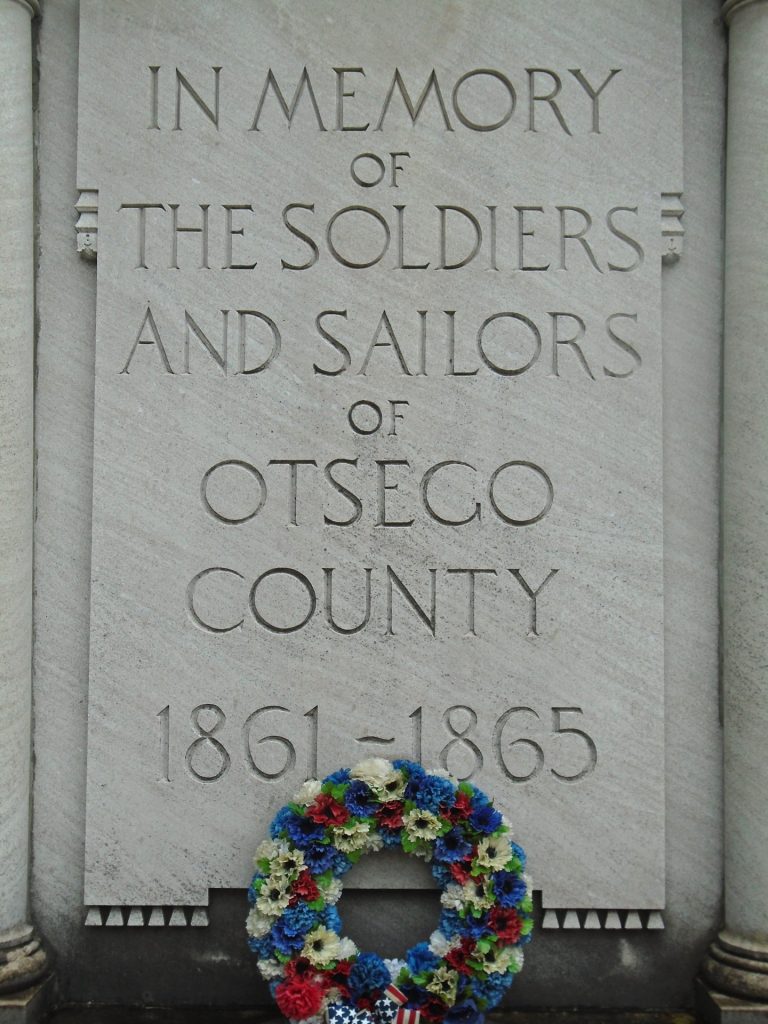 IN MEMORY
OF
THE SOLDIERS
AND SAILORS
OF
OTSEGO
COUNTY
1861-1865